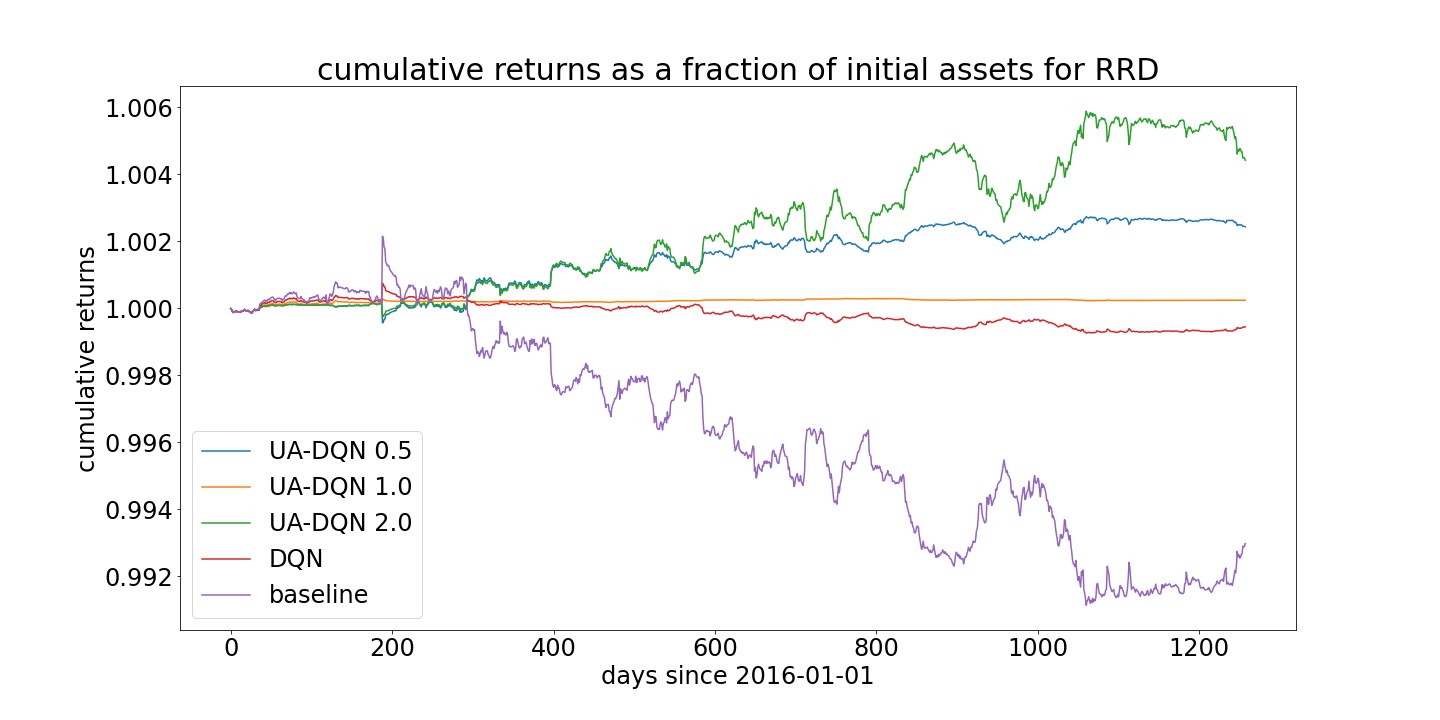 cumulative returns as a fraction of initial assets for RRD
cumulative returns
1.006
1.004
1.002
1.000
0.998
0.996
0.994
0.992
UA-DQN 0.5
UA-DQN 1.0
UA-DQN 2.0
DQN
baseline
0 200 400 600 800 1000 1200
days since 2016-01-01